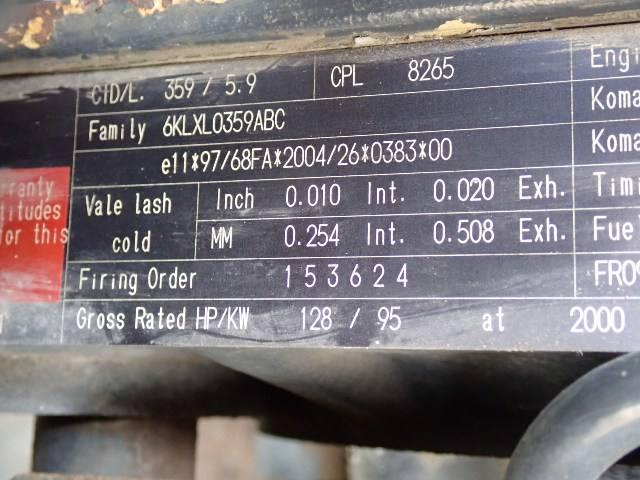 CID/L. 359 / 5.9 CPL 8265 Engi
Family 6KLXL0359ABC Koma
e11*97/68FA*2004/26*0383*00 Koma
Vale lash Inch 0.010 Int. 0.020 Exh. Timi
cold MM 0.254 Int. 0.508 Exh. Fue
Firing Order 1 5 3 6 2 4 FR09
Gross Rated HP/KW 128 / 95 at 2000
rranty
titudes
for this